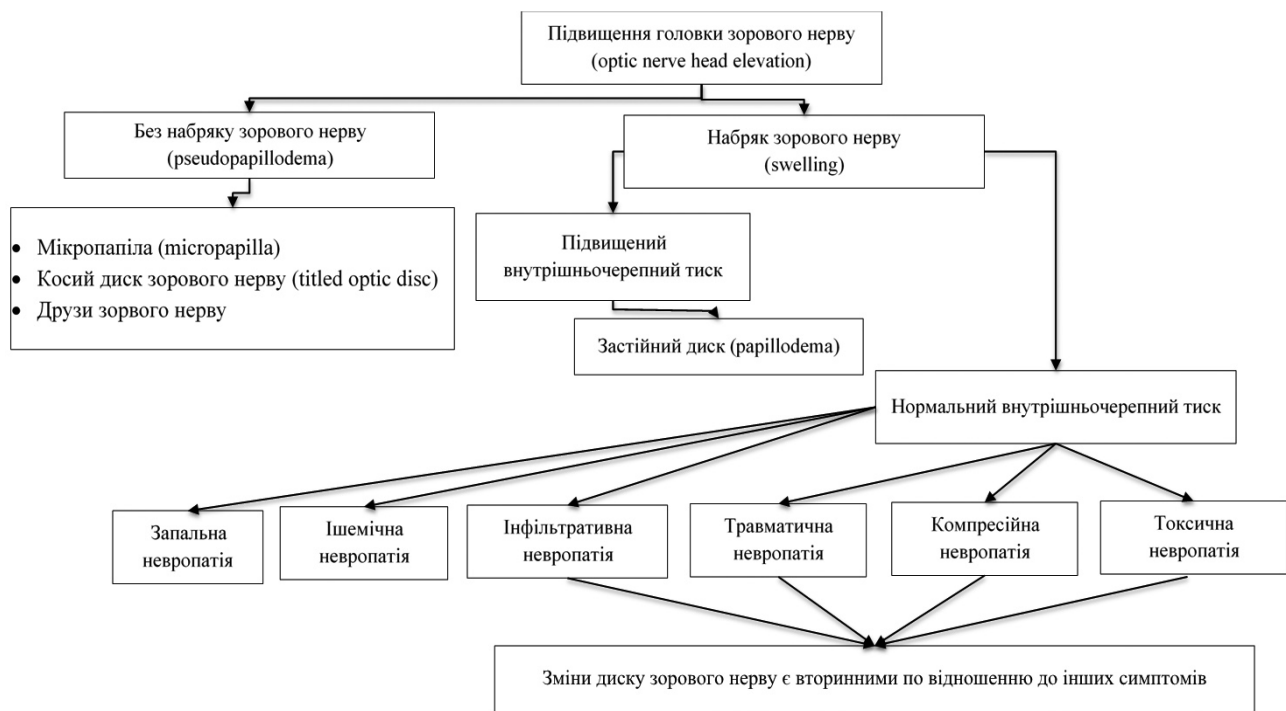 Підвищення головки зорового нерву
(optic nerve head elevation)
Без набряку зорового нерву
(pseudopapillodema)
Набряк зорового нерву
(swelling)
• Мікропапіла (micropapilla)
• Косий диск зорового нерву (titled optic disc)
• Друзи зорвого нерву
Підвищений
внутрішньочерепний тиск
Застійний диск (papillodema)
Нормальний внутрішньочерепний тиск
Запальна
невропатія
Ішемічна
невропатія
Інфільтративна
невропатія
Травматична
невропатія
Компресійна
невропатія
Токсична
невропатія
Зміни диску зорового нерву є вторинними по відношенню до інших симптомів